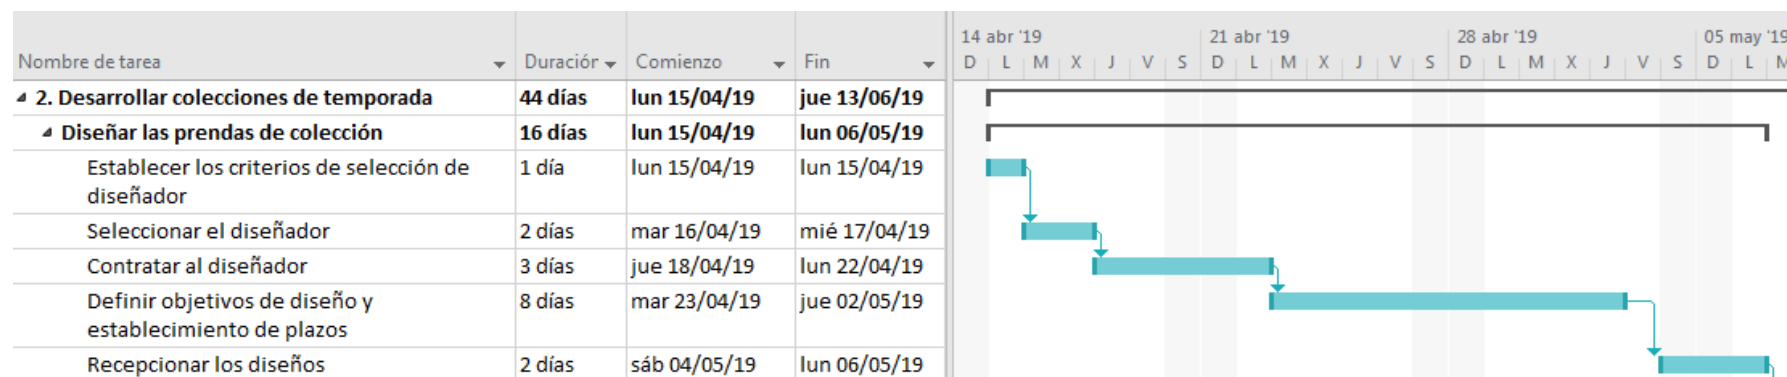 14 abr '19 21 abr '19 28 abr '19 05 may '19
Nombre de tarea Duración Comienzo Fin D L M X J V S D L M X J V S D L M X J V S D L M
2. Desarrollar colecciones de temporada 44 días lun 15/04/19 jue 13/06/19
Diseñar las prendas de colección 16 días lun 15/04/19 lun 06/05/19
Establecer los criterios de selección de 1 día lun 15/04/19 lun 15/04/19
diseñador
Seleccionar el diseñador 2 días mar 16/04/19 mié 17/04/19
Contratar al diseñador 3 días jue 18/04/19 lun 22/04/19
Definir objetivos de diseño y 8 días mar 23/04/19 jue 02/05/19
establecimiento de plazos
Recepcionar los diseños 2 días sáb 04/05/19 lun 06/05/19